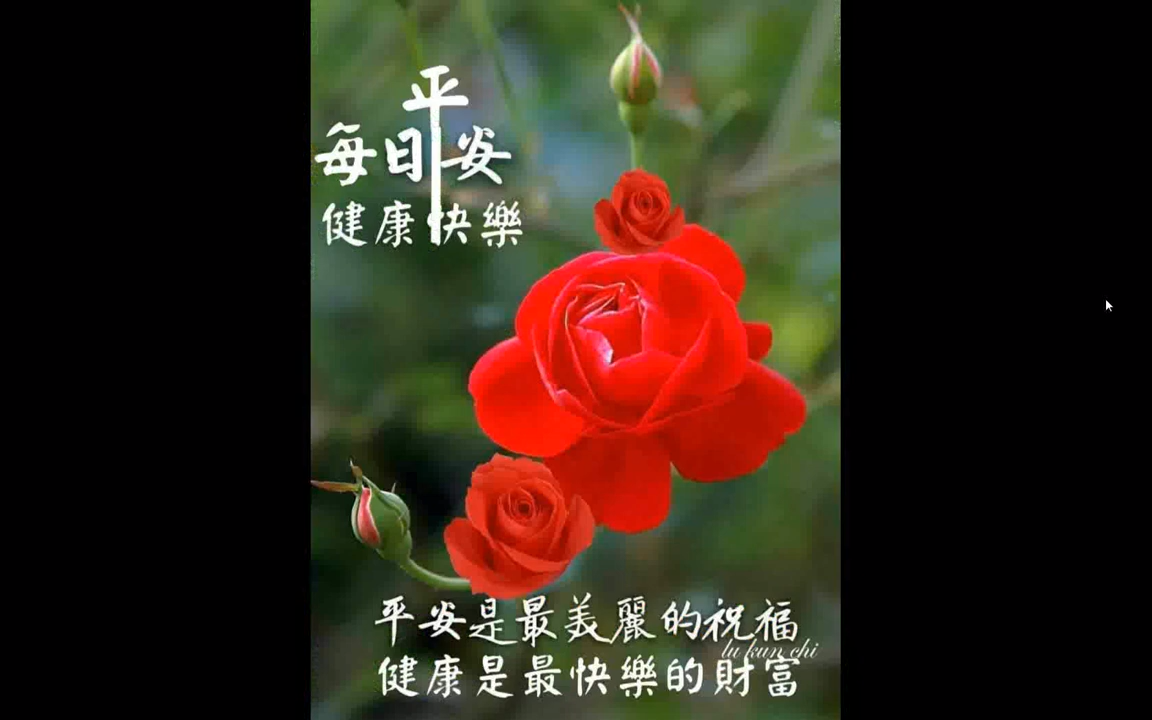 每日平安
健康快樂
平安是最美麗的祝福
lu kun chi
健康是最快樂的財富